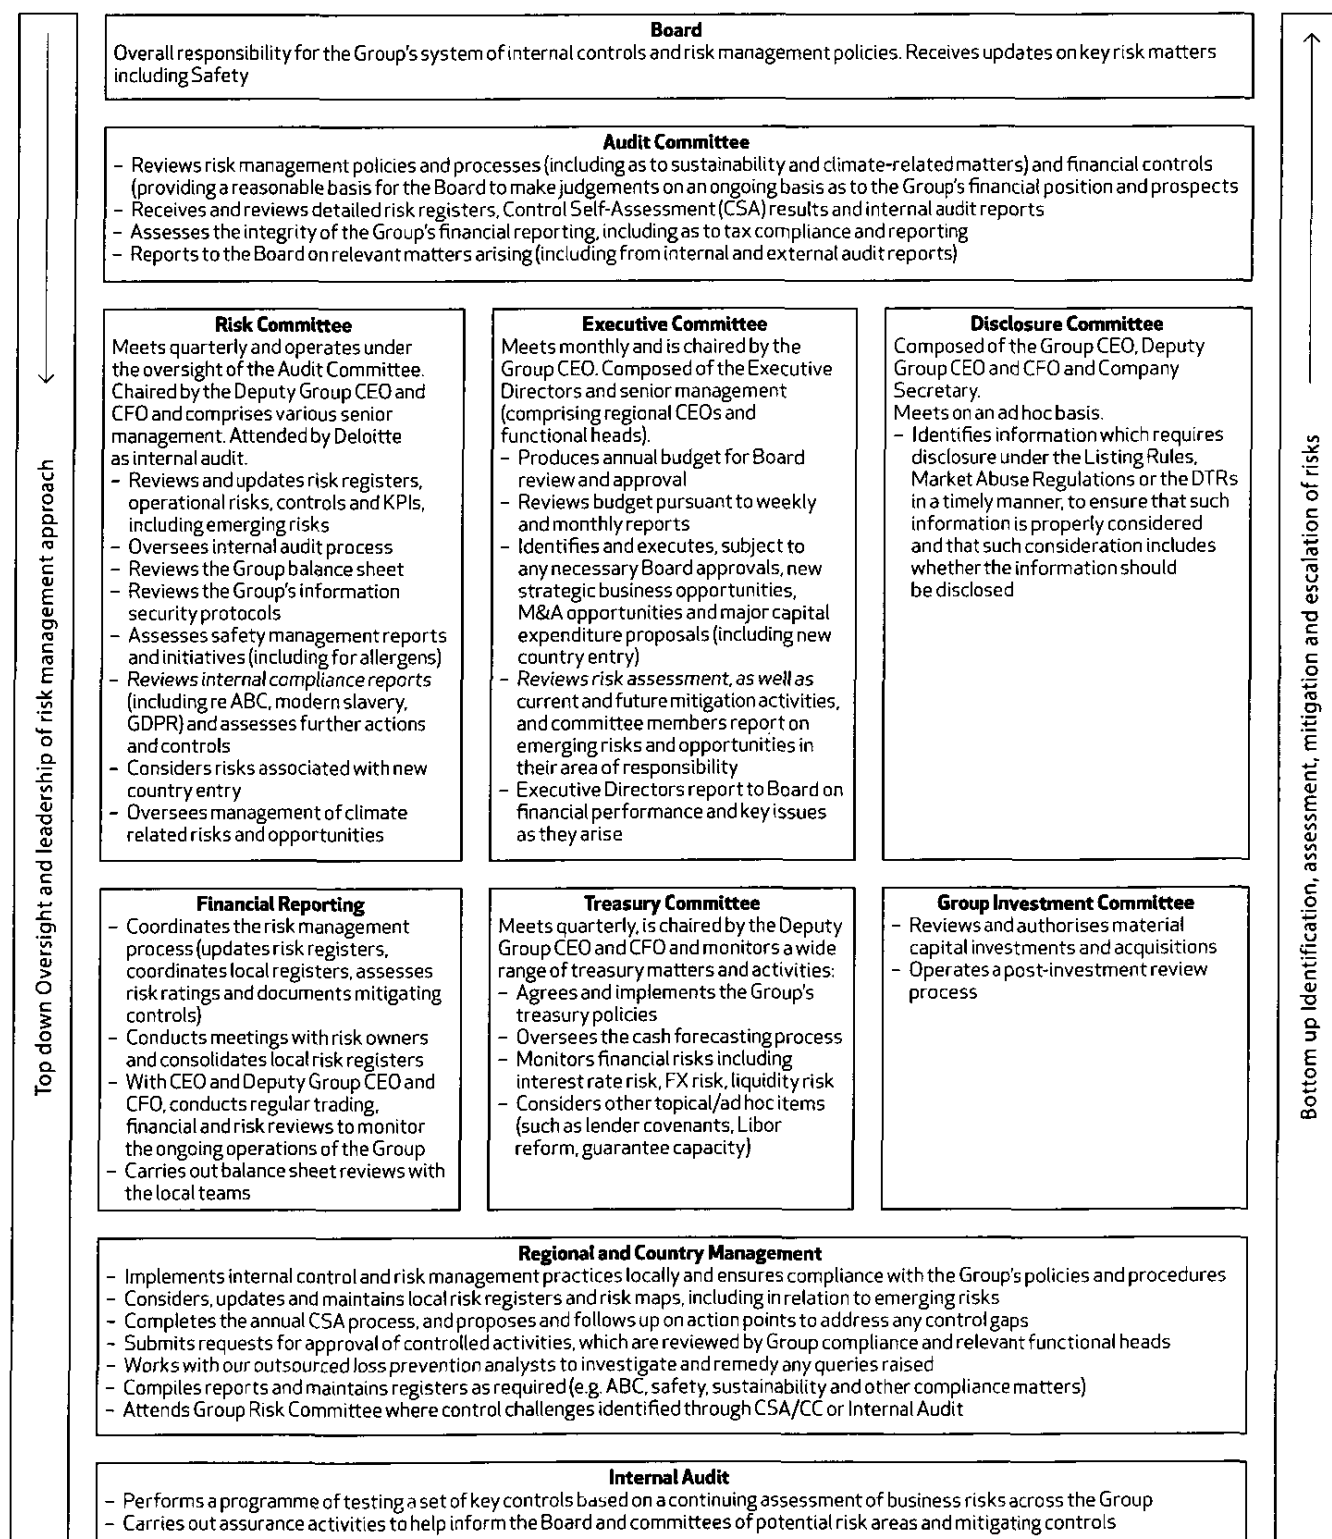 Top down Oversight and leadership of risk management approach
Board
Overall responsibility for the Group's system of internal controls and risk management policies. Receives updates on key risk matters
including Safety
Audit Committee
– Reviews risk management policies and processes (including as to sustainability and climate-related matters) and financial controls
(providing a reasonable basis for the Board to make judgements on an ongoing basis as to the Group's financial position and prospects
– Receives and reviews detailed risk registers, Control Self-Assessment (CSA) results and internal audit reports
– Assesses the integrity of the Group's financial reporting, including as to tax compliance and reporting
– Reports to the Board on relevant matters arising (including from internal and external audit reports)
Risk Committee
Meets quarterly and operates under
the oversight of the Audit Committee.
Chaired by the Deputy Group CEO and
CFO and comprises various senior
management. Attended by Deloitte
as internal audit.
– Reviews and updates risk registers,
operational risks, controls and KPIs,
including emerging risks
– Oversees internal audit process
– Reviews the Group balance sheet
– Reviews the Group's information
security protocols
– Assesses safety management reports
and initiatives (including for allergens)
– Reviews internal compliance reports
(including re ABC, modern slavery,
GDPR) and assesses further actions
and controls
– Considers risks associated with new
country entry
– Oversees management of climate
related risks and opportunities
Executive Committee
Meets monthly and is chaired by the
Group CEO. Composed of the Executive
Directors and senior management
(comprising regional CEOs and
functional heads).
– Produces annual budget for Board
review and approval
– Reviews budget pursuant to weekly
and monthly reports
– Identifies and executes, subject to
any necessary Board approvals, new
strategic business opportunities,
M&A opportunities and major capital
expenditure proposals (including new
country entry)
– Reviews risk assessment, as well as
current and future mitigation activities,
and committee members report on
emerging risks and opportunities in
their area of responsibility
– Executive Directors report to Board on
financial performance and key issues
as they arise
Disclosure Committee
Composed of the Group CEO, Deputy
Group CEO and CFO and Company
Secretary.
Meets on an ad hoc basis.
– Identifies information which requires
disclosure under the Listing Rules,
Market Abuse Regulations or the DTRs
in a timely manner, to ensure that such
information is properly considered
and that such consideration includes
whether the information should
be disclosed
Financial Reporting
– Coordinates the risk management
process (updates risk registers,
coordinates local registers, assesses
risk ratings and documents mitigating
controls)
– Conducts meetings with risk owners
and consolidates local risk registers
– With CEO and Deputy Group CEO and
CFO, conducts regular trading,
financial and risk reviews to monitor
the ongoing operations of the Group
– Carries out balance sheet reviews with
the local teams
Treasury Committee
Meets quarterly, is chaired by the Deputy
Group CEO and CFO and monitors a wide
range of treasury matters and activities:
– Agrees and implements the Group's
treasury policies
– Oversees the cash forecasting process
– Monitors financial risks including
interest rate risk, FX risk, liquidity risk
– Considers other topical/ad hoc items
(such as lender covenants, Libor
reform, guarantee capacity)
Group Investment Committee
– Reviews and authorises material
capital investments and acquisitions
– Operates a post-investment review
process
Regional and Country Management
– Implements internal control and risk management practices locally and ensures compliance with the Group's policies and procedures
– Considers, updates and maintains local risk registers and risk maps, including in relation to emerging risks
– Completes the annual CSA process, and proposes and follows up on action points to address any control gaps
– Submits requests for approval of controlled activities, which are reviewed by Group compliance and relevant functional heads
– Works with our outsourced loss prevention analysts to investigate and remedy any queries raised
– Compiles reports and maintains registers as required (e.g. ABC, safety, sustainability and other compliance matters)
– Attends Group Risk Committee where control challenges identified through CSA/CC or Internal Audit
Internal Audit
– Performs a programme of testing a set of key controls based on a continuing assessment of business risks across the Group
– Carries out assurance activities to help inform the Board and committees of potential risk areas and mitigating controls
Bottom up Identification, assessment, mitigation and escalation of risks